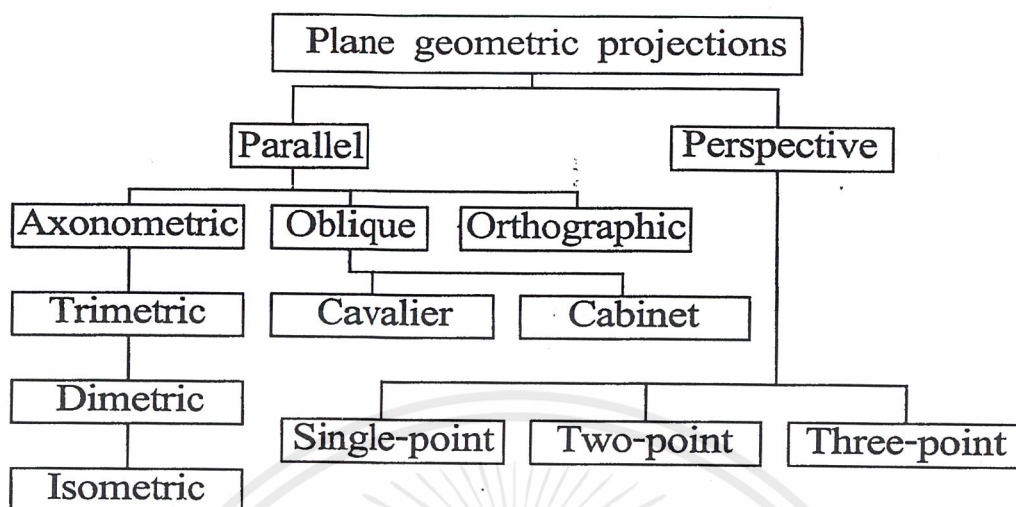 Plane geometric projections
Parallel
Perspective
Axonometric
Oblique
Orthographic
Trimetric
Cavalier
Cabinet
Dimetric
Single-point
Two-point
Three-point
Isometric